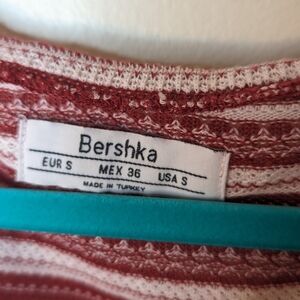 Bershka
EUR S MEX 36 USA S
MADE IN TURKEY